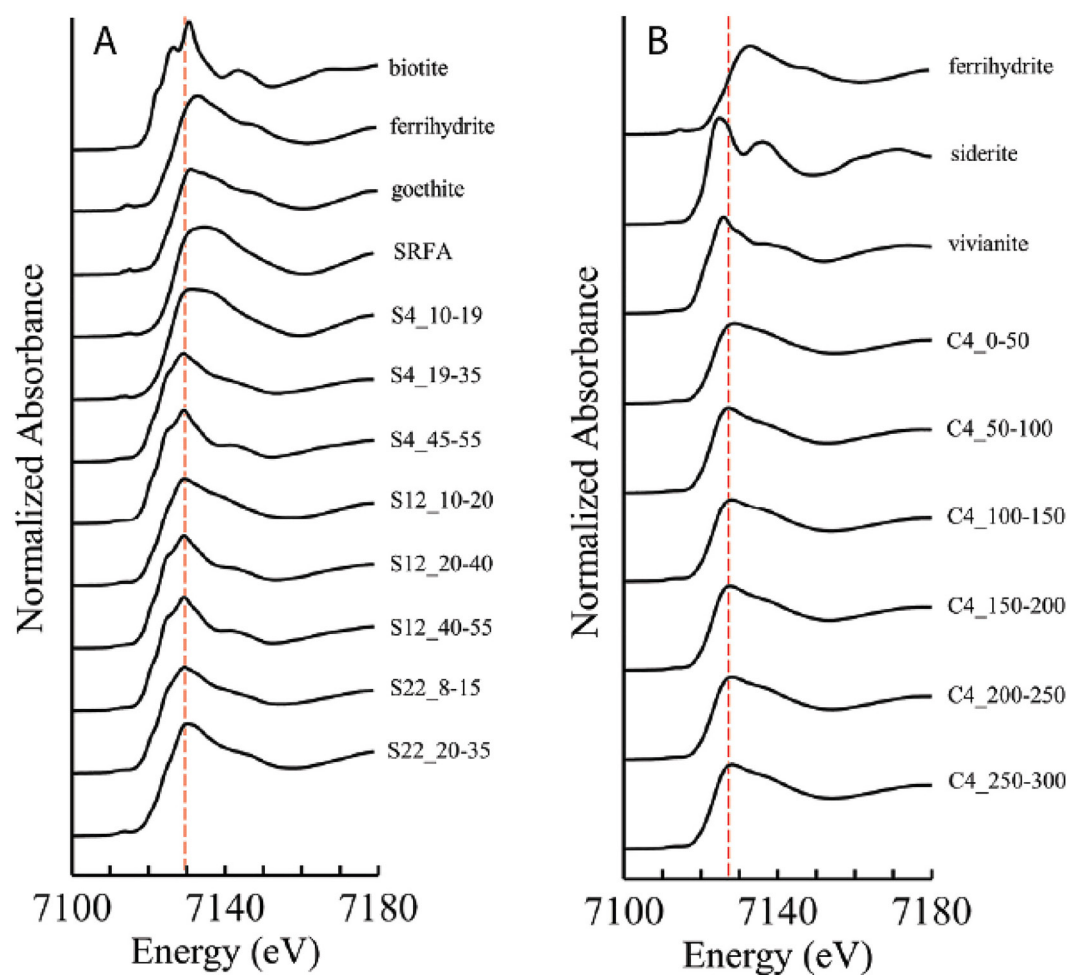 A
biotite
ferrihydrite
goethite
SRFA
S4_10-19
S4_19-35
S4_45-55
S12_10-20
S12_20-40
S12_40-55
S22_8-15
S22_20-35
Normalized Absorbance
7100 7140 7180
Energy (eV)
B
ferrihydrite
siderite
vivianite
C4_0-50
C4_50-100
C4_100-150
C4_150-200
C4_200-250
C4_250-300
Normalized Absorbance
7100 7140 7180
Energy (eV)